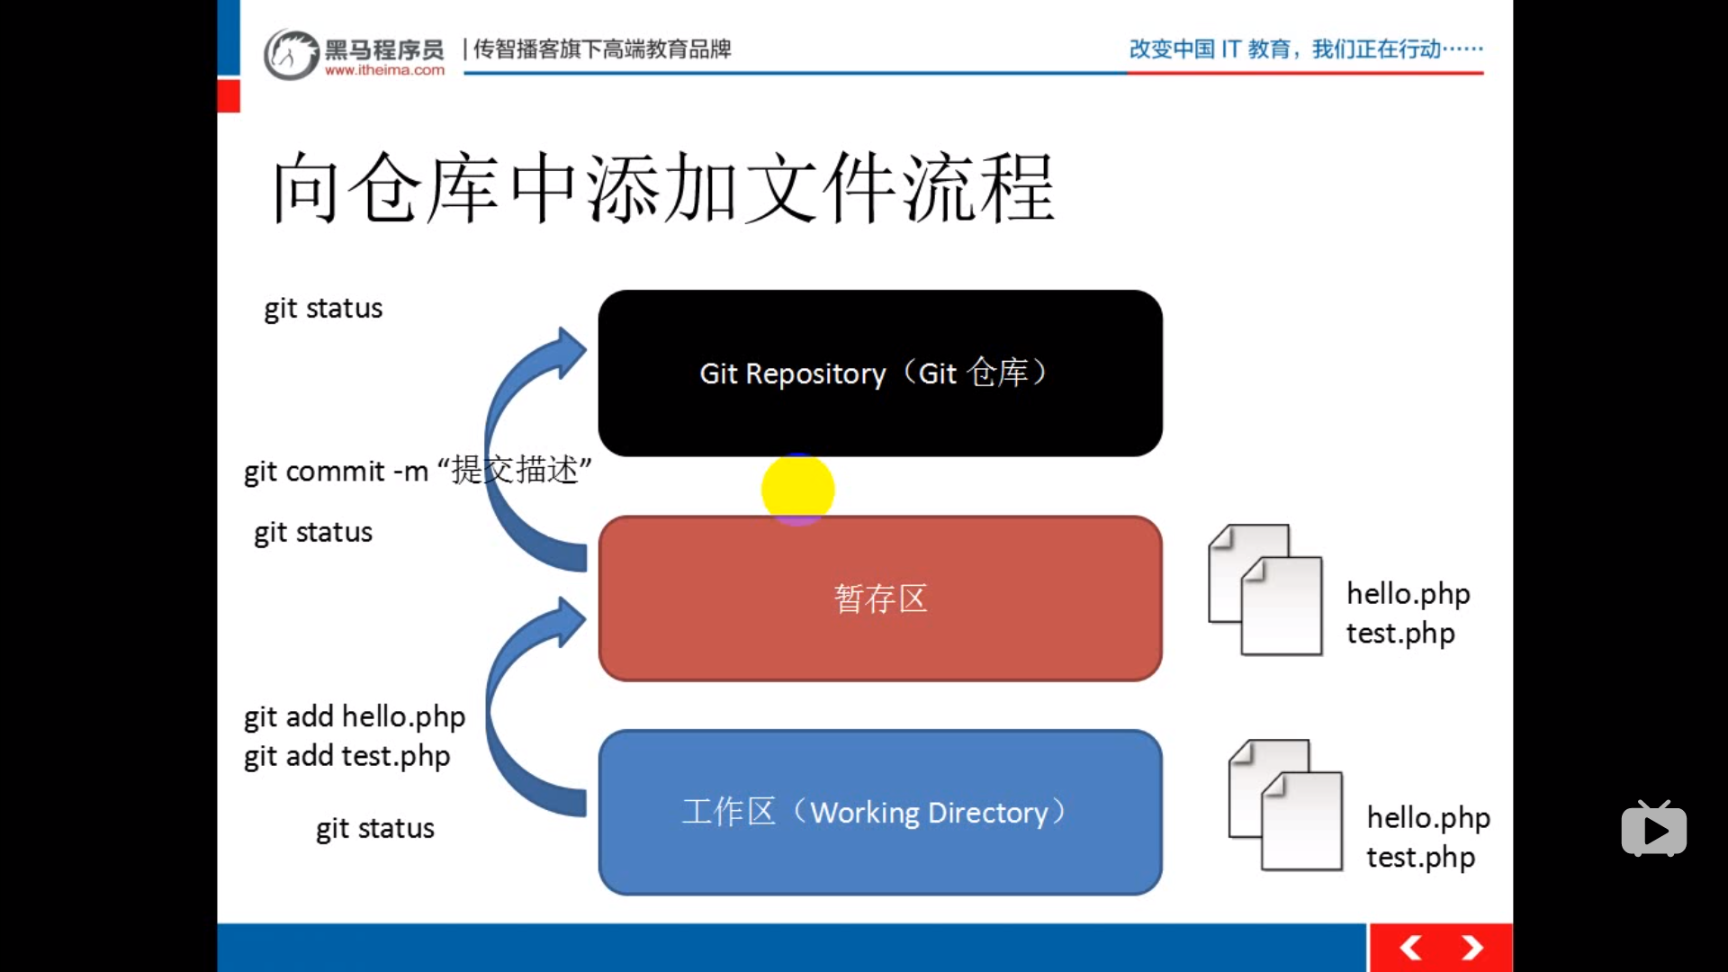 黑马程序员
www.itheima.com
传智播客旗下高端教育品牌
改变中国 IT 教育，我们正在行动……
向仓库中添加文件流程
git status
Git Repository（Git 仓库）
git commit -m “提交描述”
git status
暂存区
hello.php
test.php
git add hello.php
git add test.php
工作区（Working Directory）
git status
hello.php
test.php